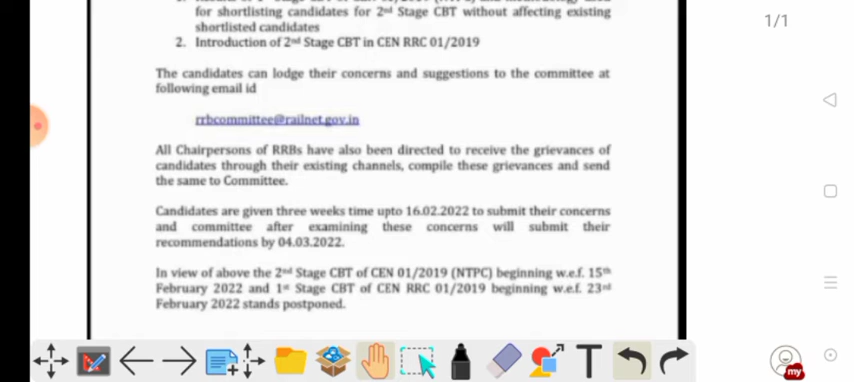 1/1
for shortlisting candidates for 2nd Stage CBT without affecting existing
shortlisted candidates
2. Introduction of 2nd Stage CBT in CEN RRC 01/2019
The candidates can lodge their concerns and suggestions to the committee at
following email id
rrbcommittee@railnet.gov.in
All Chairpersons of RRBs have also been directed to receive the grievances of
candidates through their existing channels, compile these grievances and send
the same to Committee.
Candidates are given three weeks time upto 16.02.2022 to submit their concerns
and committee after examining these concerns will submit their
recommendations by 04.03.2022.
In view of above the 2nd Stage CBT of CEN 01/2019 (NTPC) beginning w.e.f. 15th
February 2022 and 1st Stage CBT of CEN RRC 01/2019 beginning w.e.f. 23rd
February 2022 stands postponed.
T
my